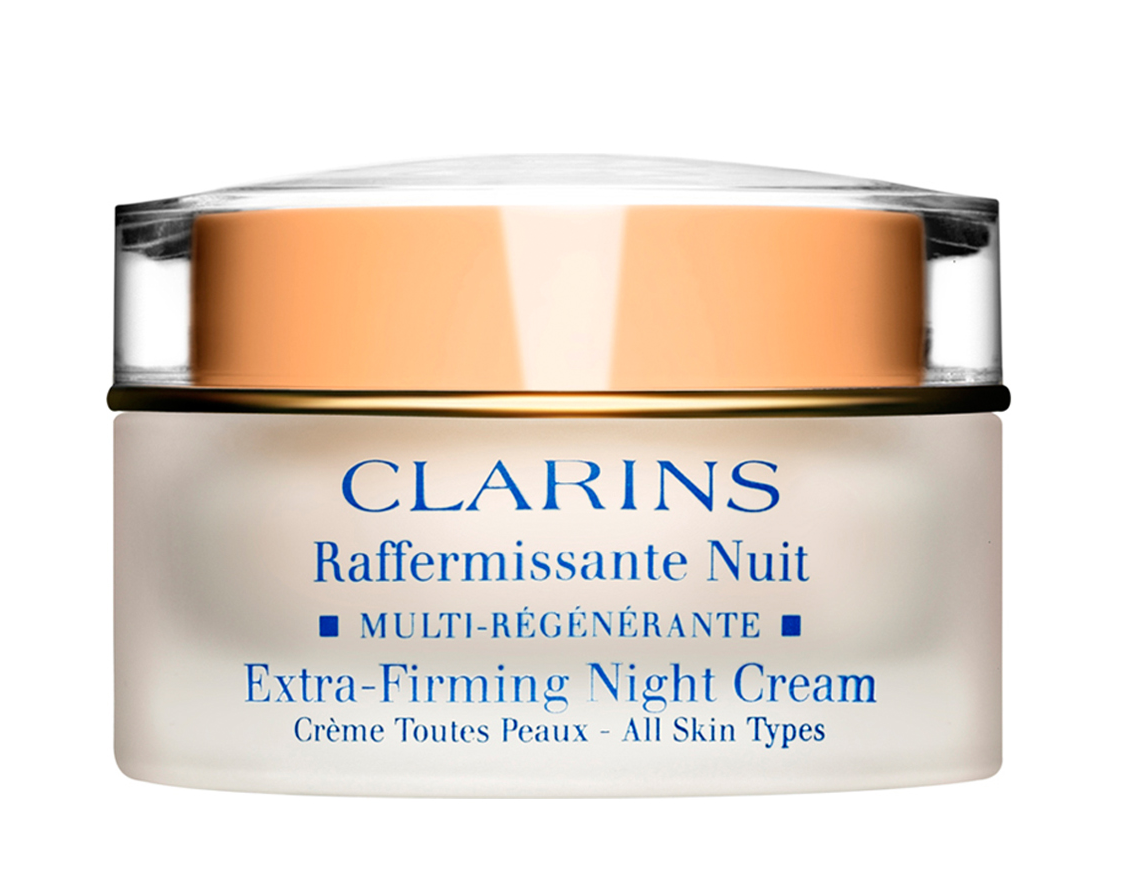 CLARINS
Raffermissante Nuit
▪ MULTI-RÉGÉNÉRANTE ▪
Extra-Firming Night Cream
Crème Toutes Peaux - All Skin Types